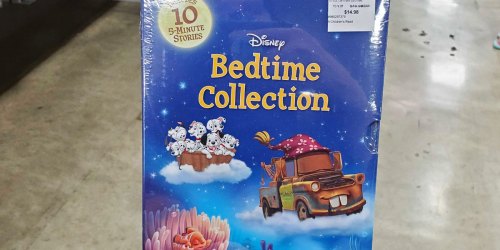 10
5-MINUTE
STORIES
$14.98
Disney
Bedtime
Collection